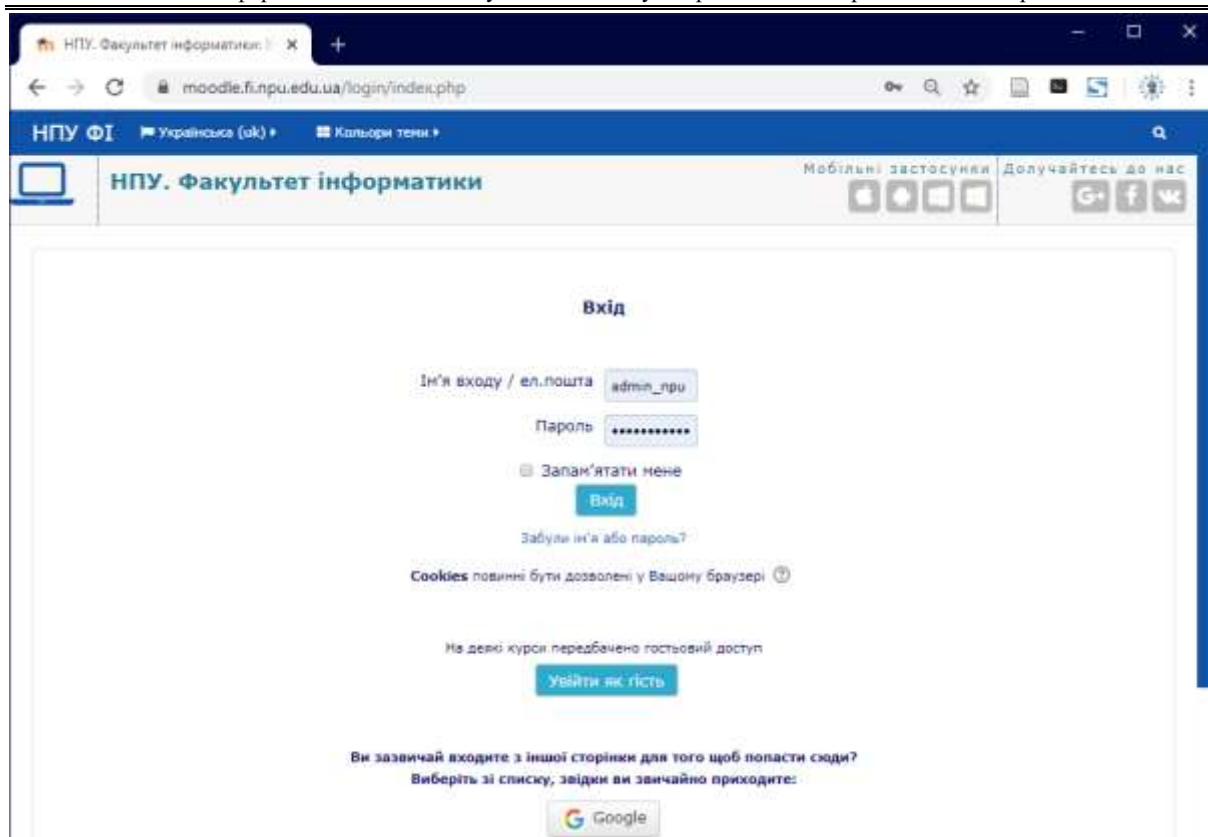 НПУ. Факультет інформатики:
moodle.fi.npu.edu.ua/login/index.php
НПУ ФІ Українська (uk) Кольори теми
НПУ. Факультет інформатики
Мобільні застосунки Долучайтесь до нас
Вхід
Ім'я входу / ел.пошта admin_npu
Пароль •••••••••••
Запам'ятати мене
Вхід
Забули ім'я або пароль?
Cookies повинні бути дозволені у Вашому браузері
На деякі курси передбачено гостьовий доступ
Увійти як гість
Ви зазвичай входите з іншої сторінки для того щоб попасти сюди?
Виберіть зі списку, звідки ви звичайно приходите:
Google